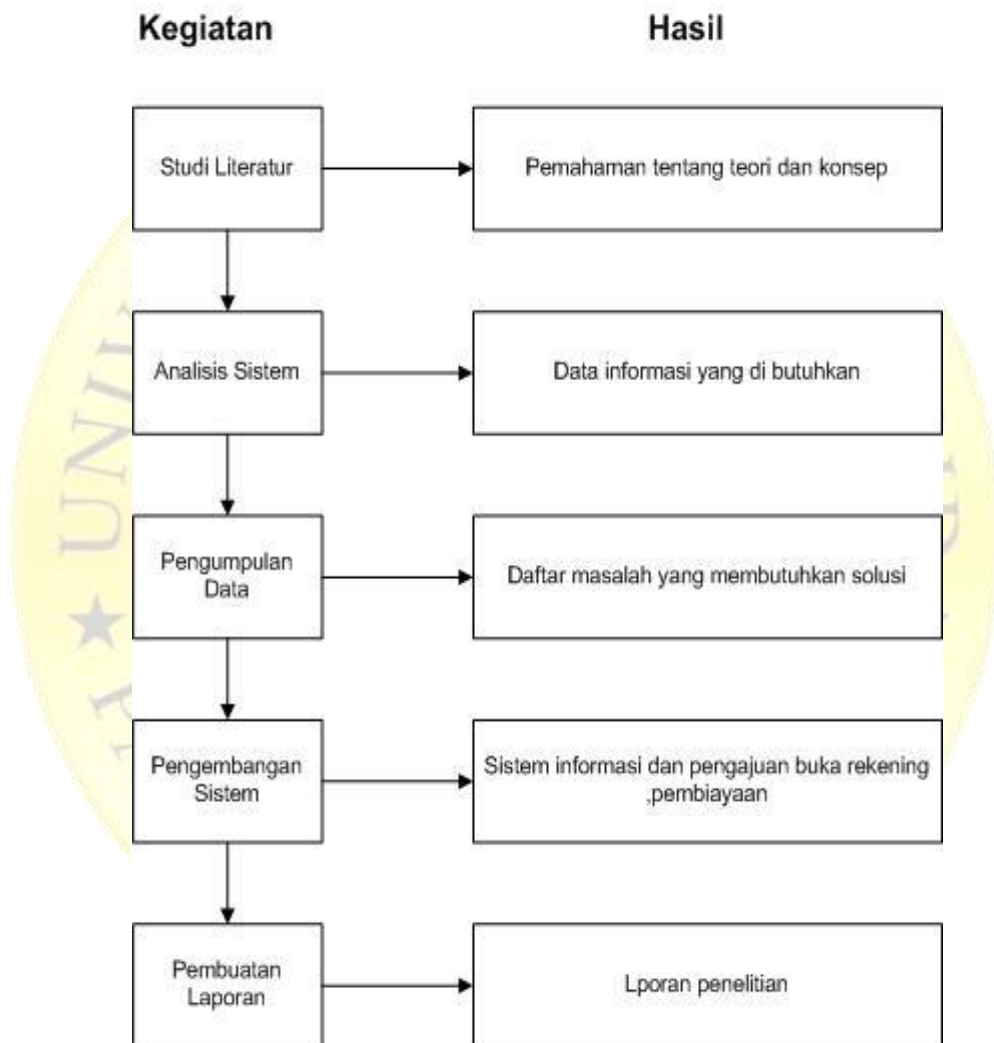 Kegiatan
Hasil
Studi Literatur
Pemahaman tentang teori dan konsep
Analisis Sistem
Data informasi yang di butuhkan
Pengumpulan
Data
Daftar masalah yang membutuhkan solusi
Pengembangan
Sistem
Sistem informasi dan pengajuan buka rekening
,pembiayaan
Pembuatan
Laporan
Lporan penelitian